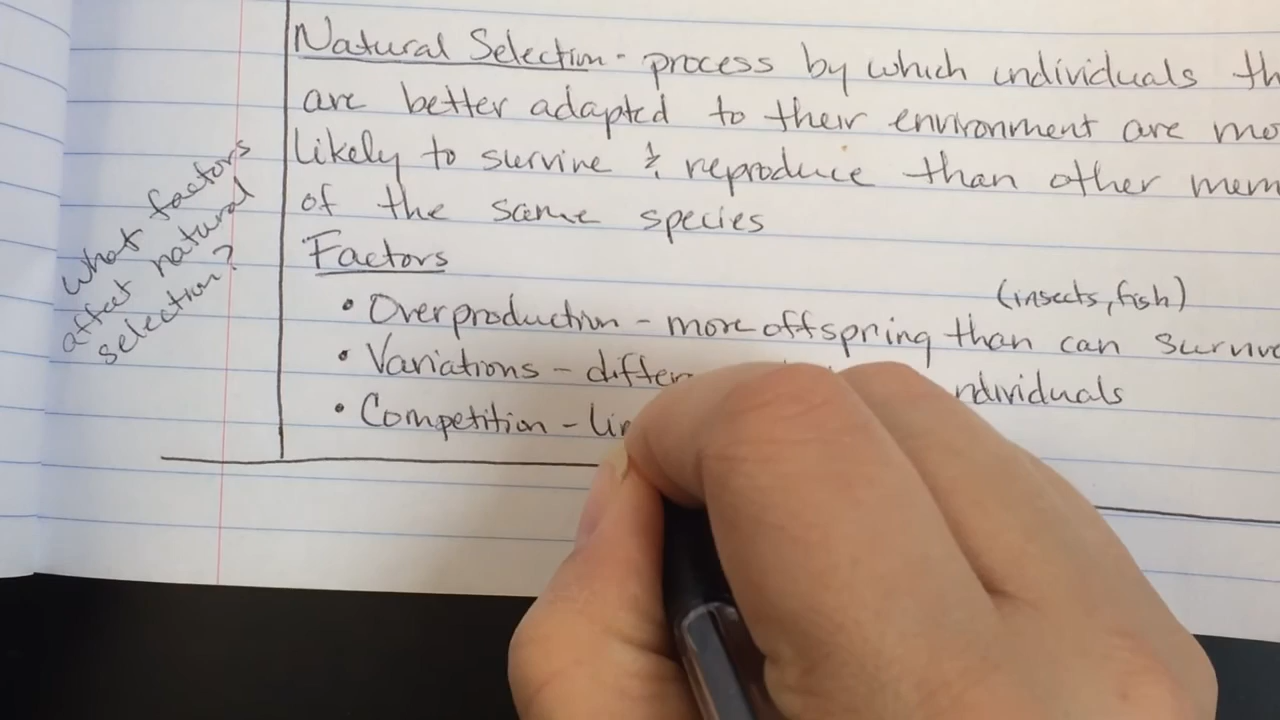 Natural Selection - process by which individuals th
are better adapted to their environment are mo
likely to survive & reproduce than other mem
of the same species
Factors
(insects, fish)
• Overproduction - more offspring than can surviv
• Variations - differ ndividuals
• Competition - li
What factors
affect natural
selection?